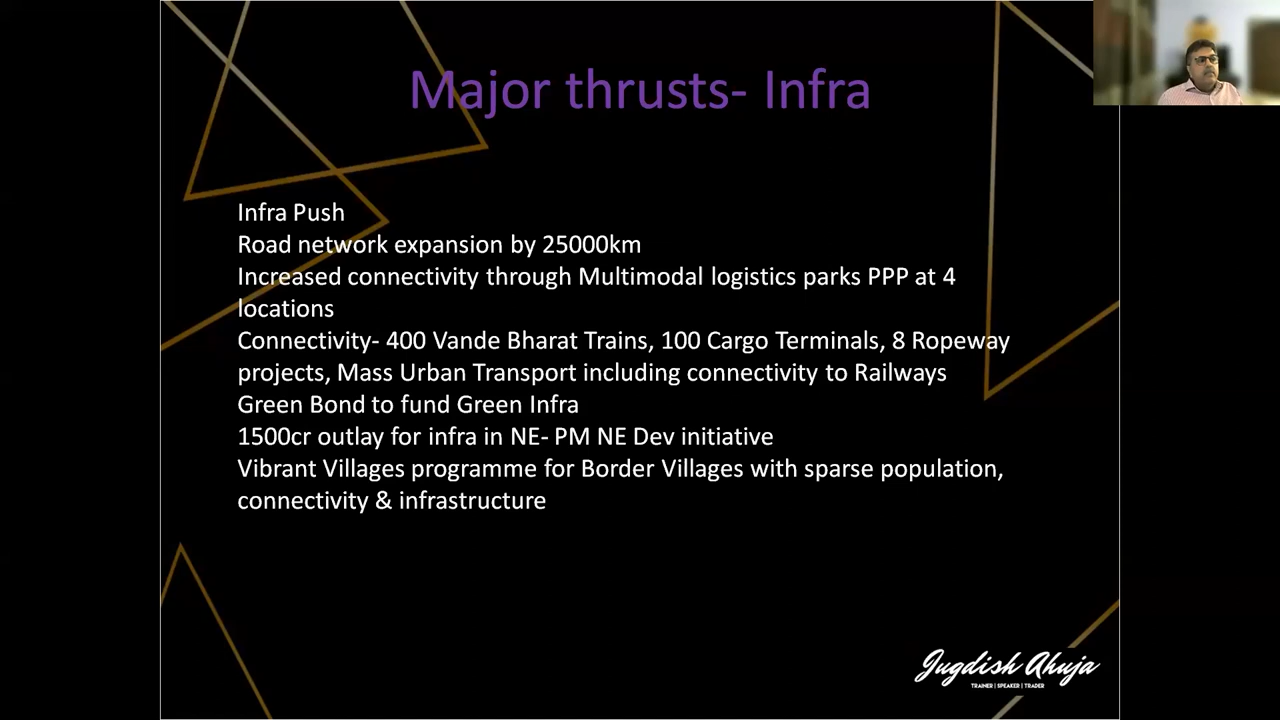 Major thrusts- Infra
Infra Push
Road network expansion by 25000km
Increased connectivity through Multimodal logistics parks PPP at 4
locations
Connectivity- 400 Vande Bharat Trains, 100 Cargo Terminals, 8 Ropeway
projects, Mass Urban Transport including connectivity to Railways
Green Bond to fund Green Infra
1500cr outlay for infra in NE- PM NE Dev initiative
Vibrant Villages programme for Border Villages with sparse population,
connectivity & infrastructure
Jugdish Ahuja
TRAINER | SPEAKER | TRADER